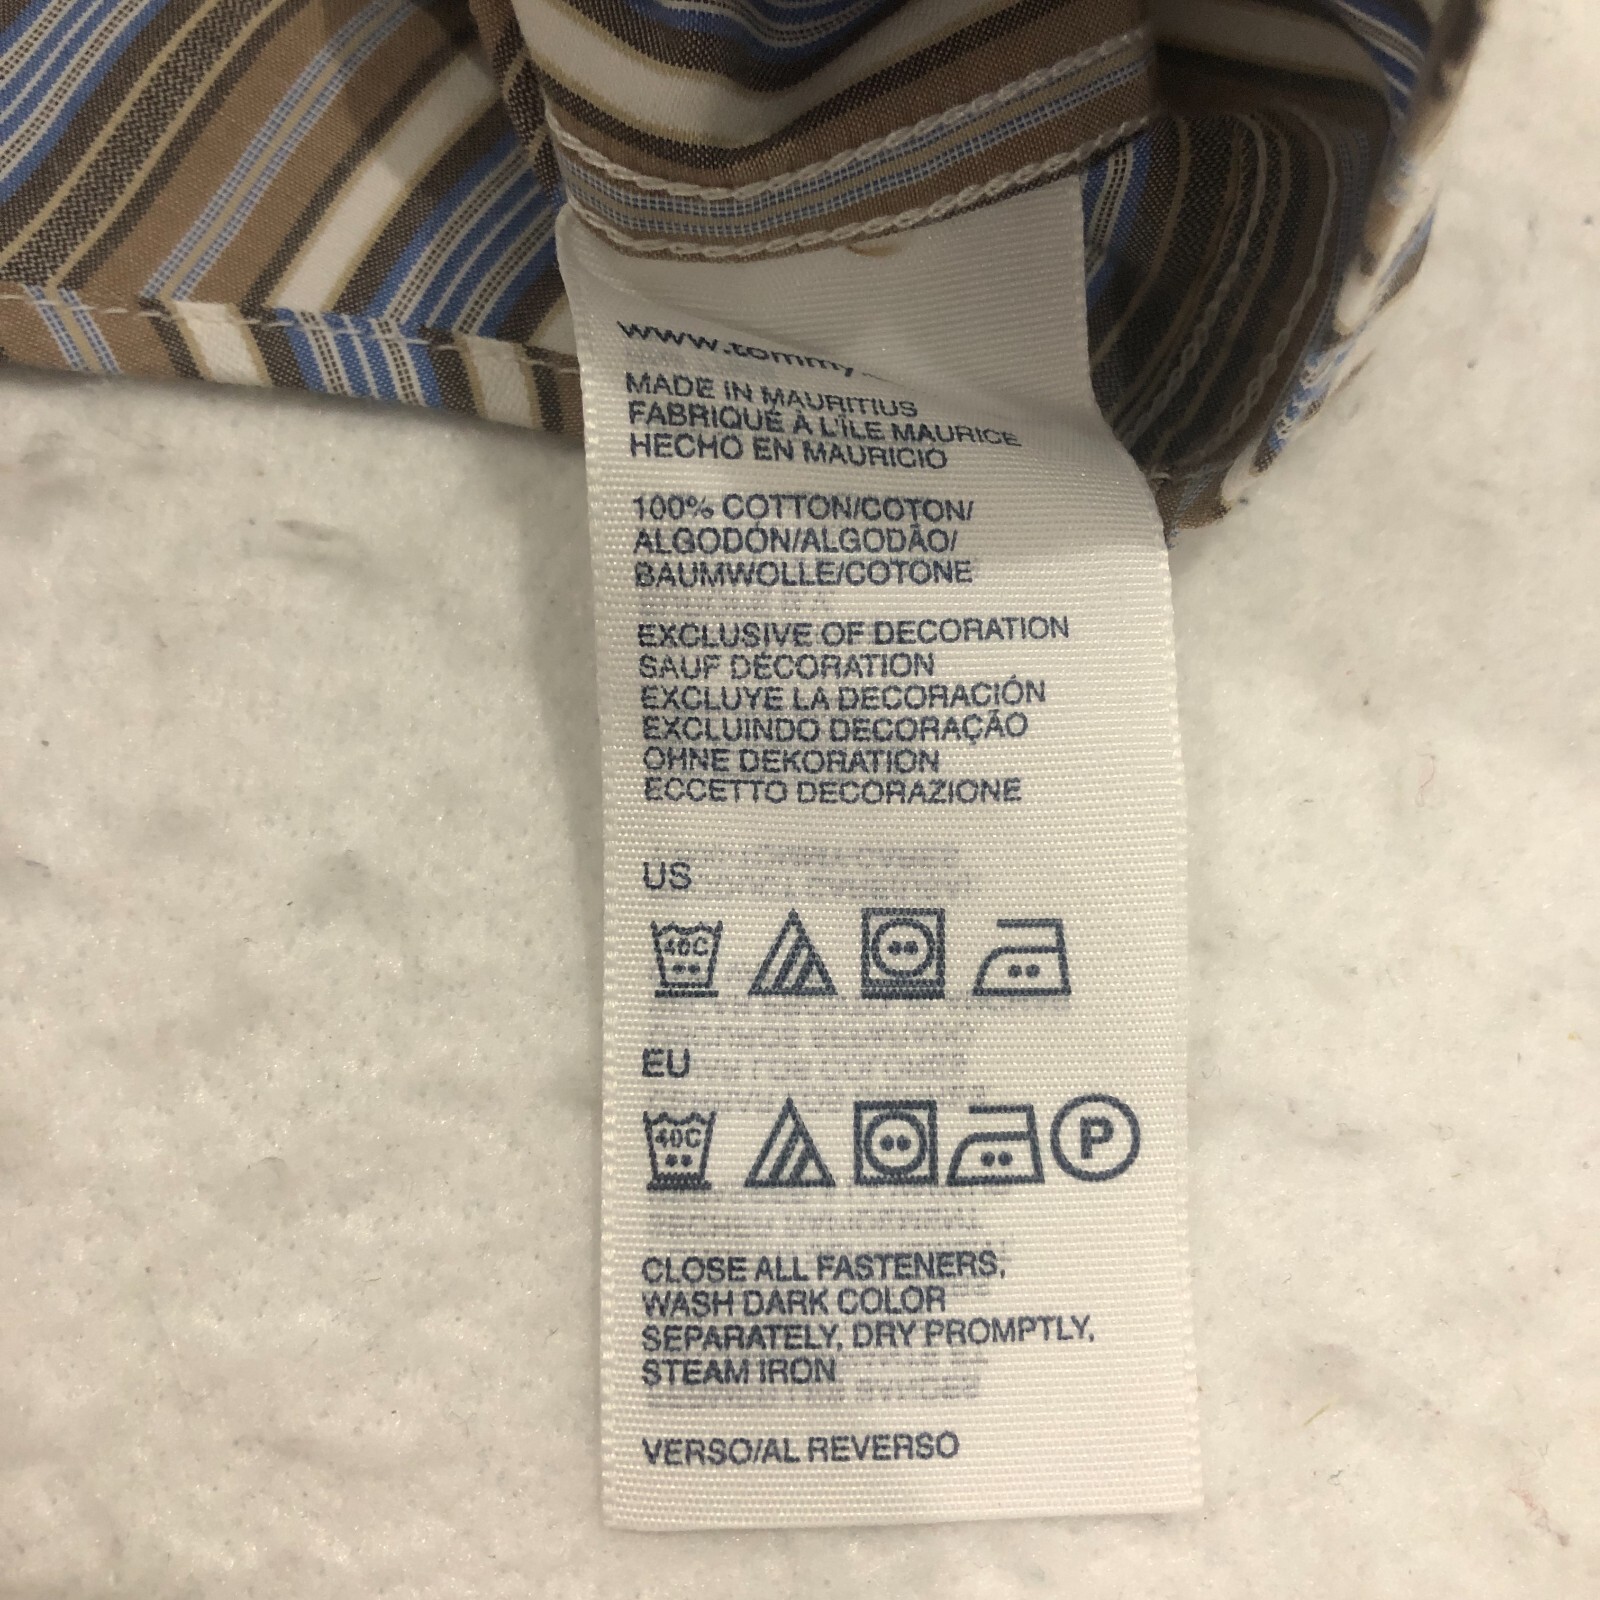 www.tommy
MADE IN MAURITIUS
FABRIQUÉ À L'ÎLE MAURICE
HECHO EN MAURICIO
100% COTTON/COTON/
ALGODÓN/ALGODÃO/
BAUMWOLLE/COTONE
EXCLUSIVE OF DECORATION
SAUF DÉCORATION
EXCLUYE LA DECORACIÓN
EXCLUINDO DECORAÇÃO
OHNE DEKORATION
ECCETTO DECORAZIONE
US
40C
EU
40C P
CLOSE ALL FASTENERS,
WASH DARK COLOR
SEPARATELY, DRY PROMPTLY,
STEAM IRON
VERSO/AL REVERSO